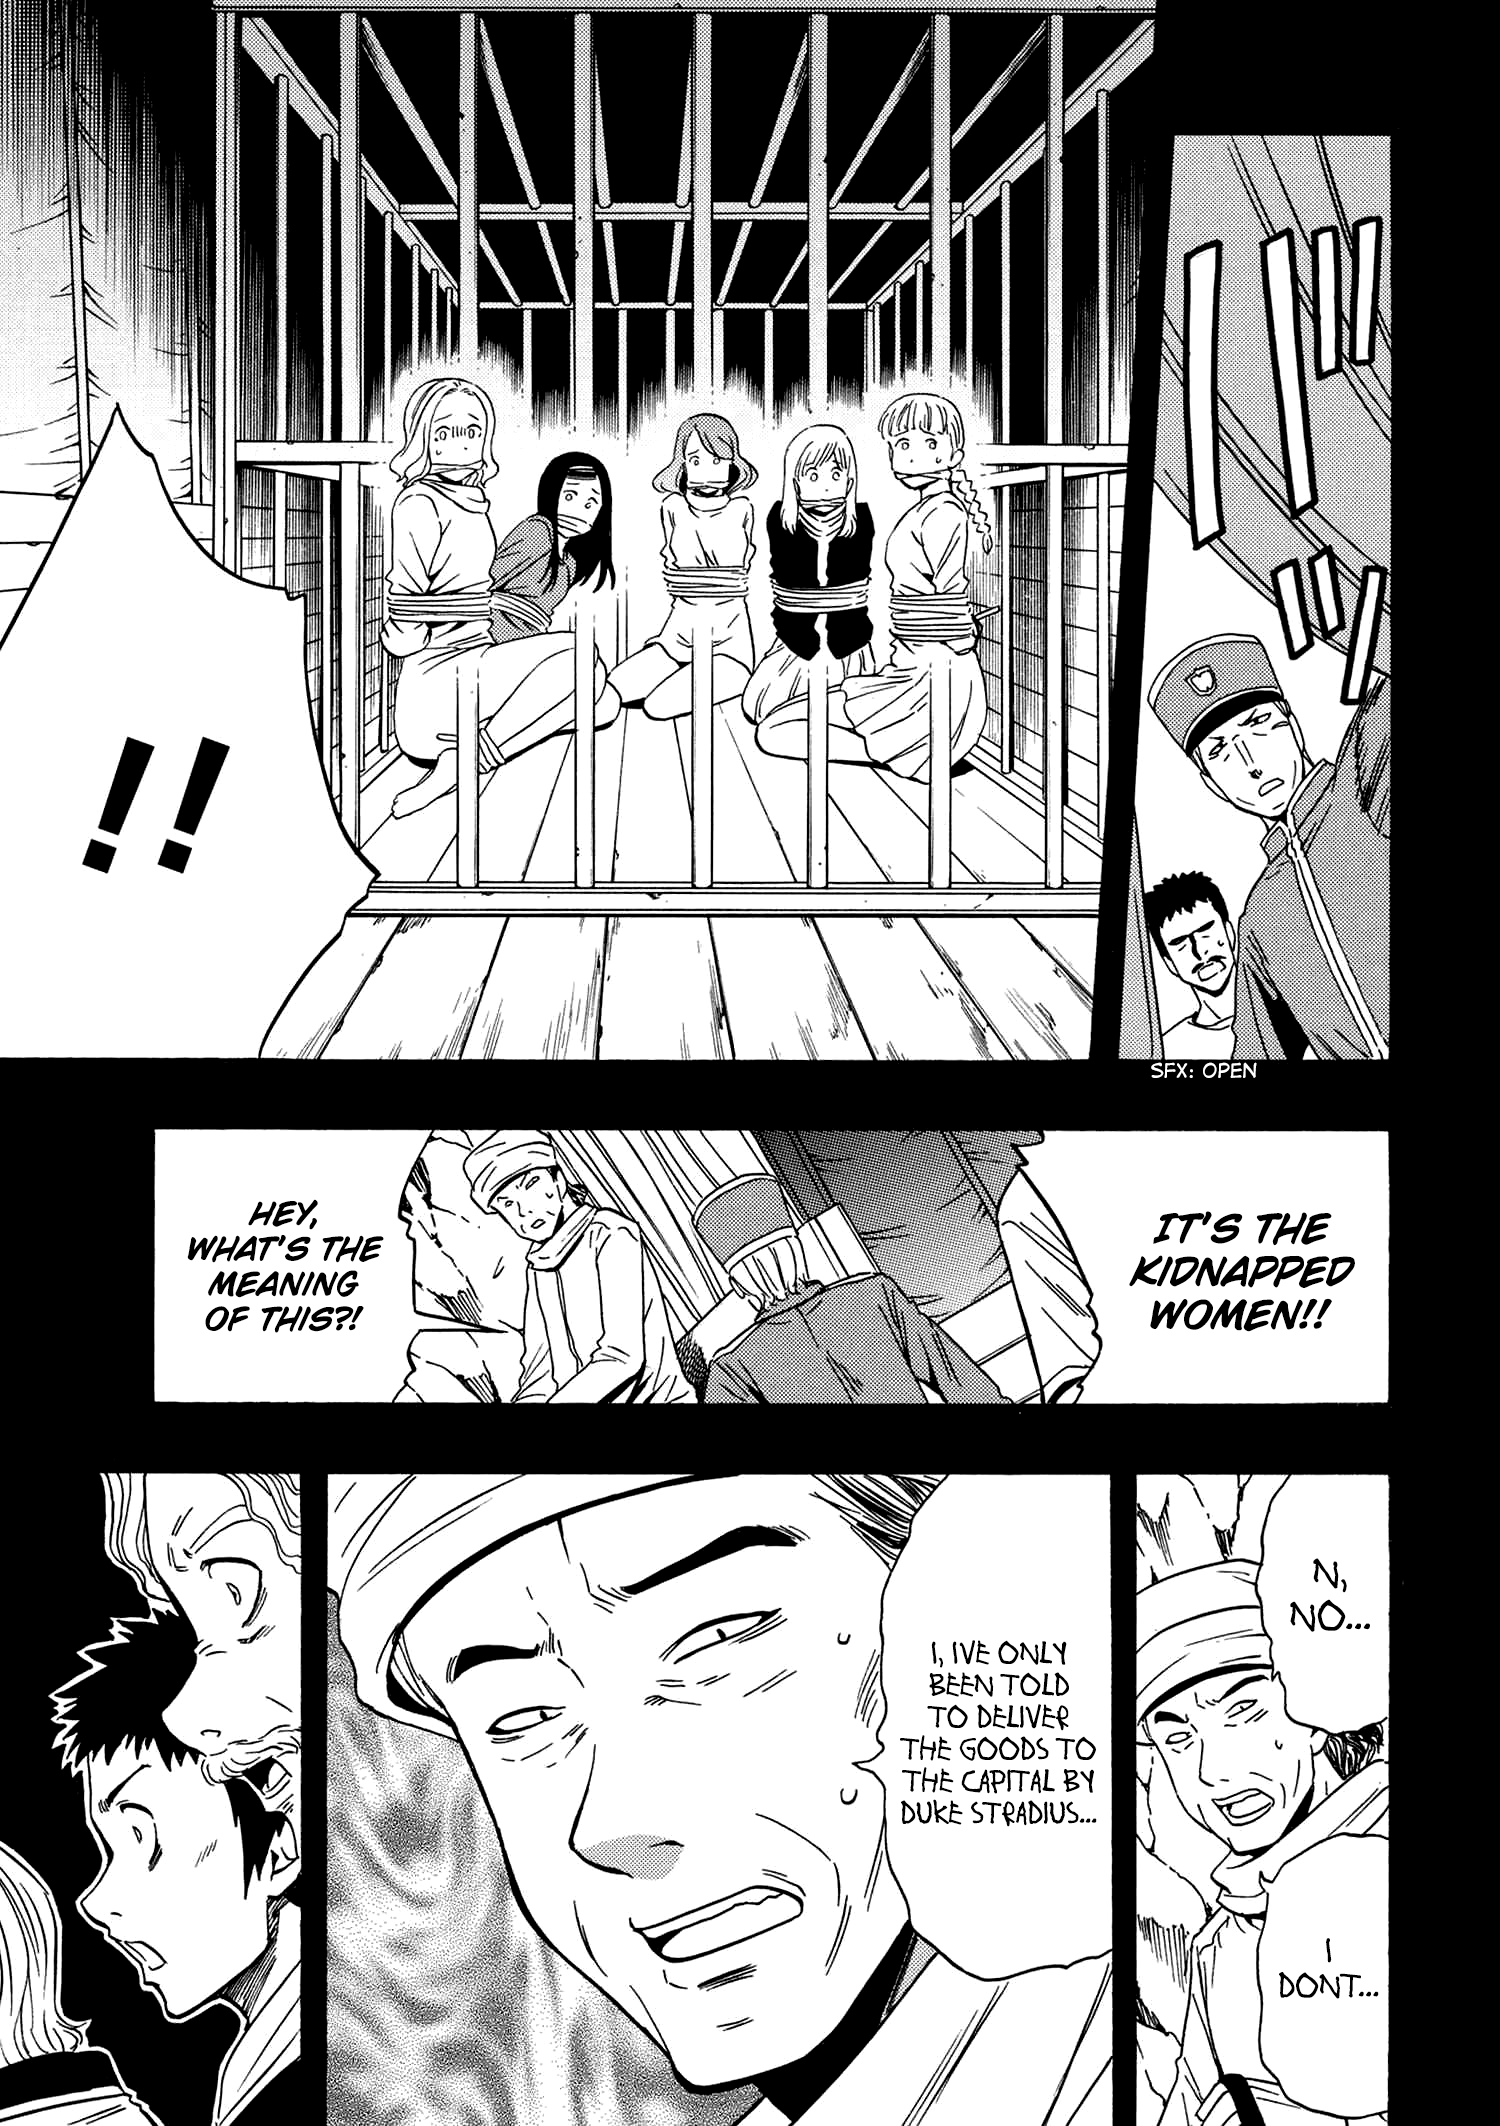 SFX: OPEN
!!
IT'S THE
KIDNAPPED
WOMEN!!
HEY,
WHAT'S THE
MEANING
OF THIS?!
N,
NO...
I
DONT...
I, IVE ONLY
BEEN TOLD
TO DELIVER
THE GOODS TO
THE CAPITAL BY
DUKE STRADIUS...